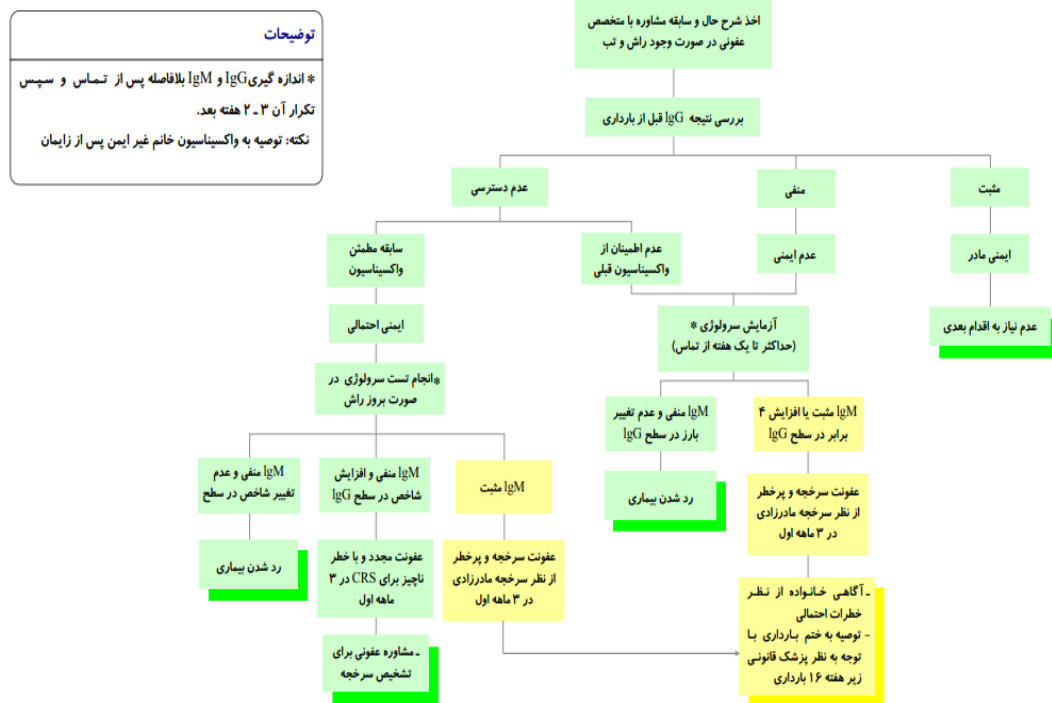 توضیحات
* اندازه گیری IgG و IgM بلافاصله پس از تماس و سپس
تکرار آن ۳ ـ ۲ هفته بعد.
نکته: توصیه به واکسیناسیون خانم غیر ایمن پس از زایمان
اخذ شرح حال و سابقه مشاوره با متخصص
عفونی در صورت وجود راش و تب
بررسی نتیجه IgG قبل از بارداری
مثبت
منفی
عدم دسترسی
ایمنی مادر
عدم ایمنی
عدم اطمینان از
واکسیناسیون قبلی
سابقه مطمئن
واکسیناسیون
عدم نیاز به اقدام بعدی
آزمایش سرولوژی *
(حداکثر تا یک هفته از تماس)
ایمنی احتمالی
*انجام تست سرولوژی در
صورت بروز راش
IgM مثبت یا افزایش ۴
برابر در سطح IgG
IgM منفی و عدم تغییر
بارز در سطح IgG
IgM مثبت
IgM منفی و افزایش
شاخص در سطح IgG
IgM منفی و عدم
تغییر شاخص در سطح
عفونت سرخجه و پرخطر
از نظر سرخجه مادرزادی
در ۳ ماهه اول
رد شدن بیماری
عفونت سرخجه و پرخطر
از نظر سرخجه مادرزادی
در ۳ ماهه اول
عفونت مجدد و با خطر
ناچیز برای CRS در ۳
ماهه اول
رد شدن بیماری
ـ آگاهی خانواده از نظر
خطرات احتمالی
- توصیه به ختم بارداری با
توجه به نظر پزشک قانونی
زیر هفته ۱۶ بارداری
ـ مشاوره عفونی برای
تشخیص سرخجه